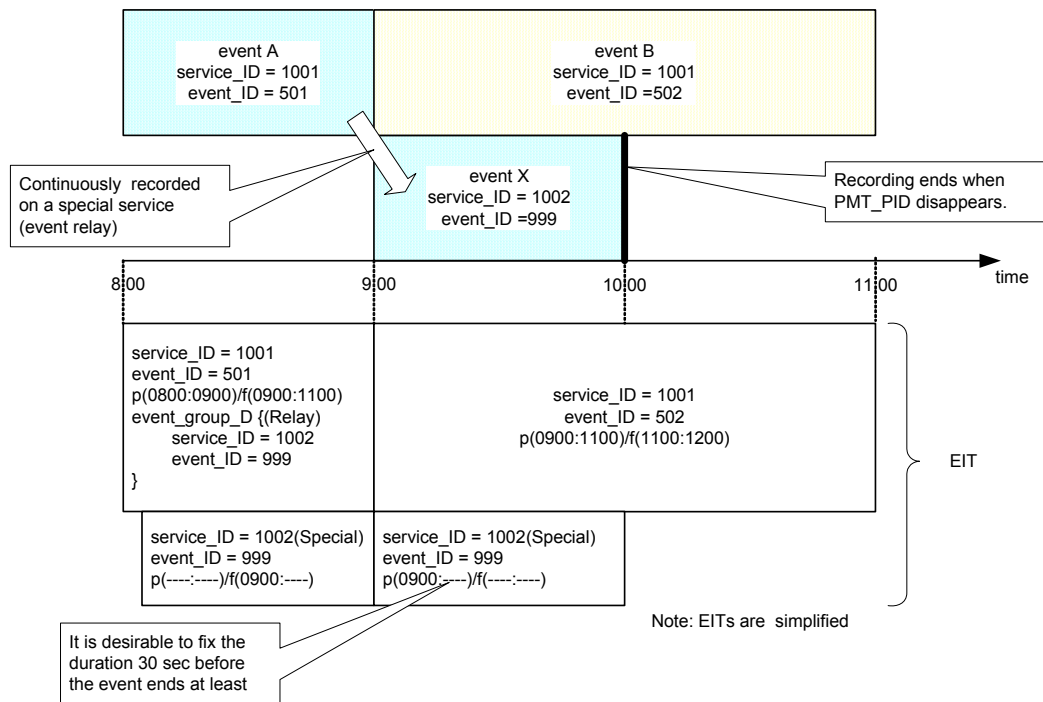 event A
service_ID = 1001
event_ID = 501
event B
service_ID = 1001
event_ID =502
Continuously recorded
on a special service
(event relay)
event X
service_ID = 1002
event_ID =999
Recording ends when
PMT_PID disappears.
8:00
9:00
10:00
11:00
time
service_ID = 1001
event_ID = 501
p(0800:0900)/f(0900:1100)
event_group_D {(Relay)
service_ID = 1002
event_ID = 999
}
service_ID = 1001
event_ID = 502
p(0900:1100)/f(1100:1200)
EIT
service_ID = 1002(Special)
event_ID = 999
p(----:----)/f(0900:----)
service_ID = 1002(Special)
event_ID = 999
p(0900:----)/f(----:----)
Note: EITs are simplified
It is desirable to fix the
duration 30 sec before
the event ends at least